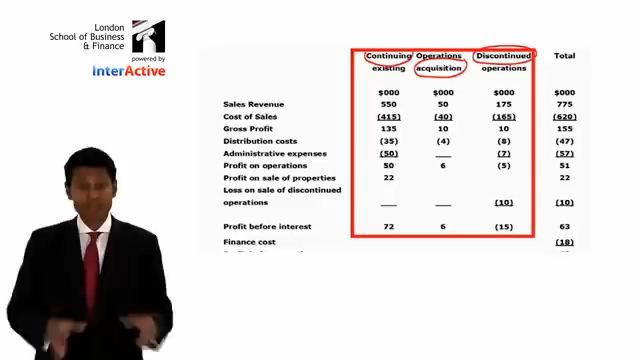 London
School of Business
& Finance
powered by
InterActive
Continuing Operations Discontinued Total
existing acquisition operations
$000 $000 $000 $000
Sales Revenue 550 50 175 775
Cost of Sales (415) (40) (165) (620)
Gross Profit 135 10 10 155
Distribution costs (35) (4) (8) (47)
Administrative expenses (50) (7) (57)
Profit on operations 50 6 (5) 51
Profit on sale of properties 22 22
Loss on sale of discontinued
operations (10) (10)
Profit before interest 72 6 (15) 63
Finance cost (18)